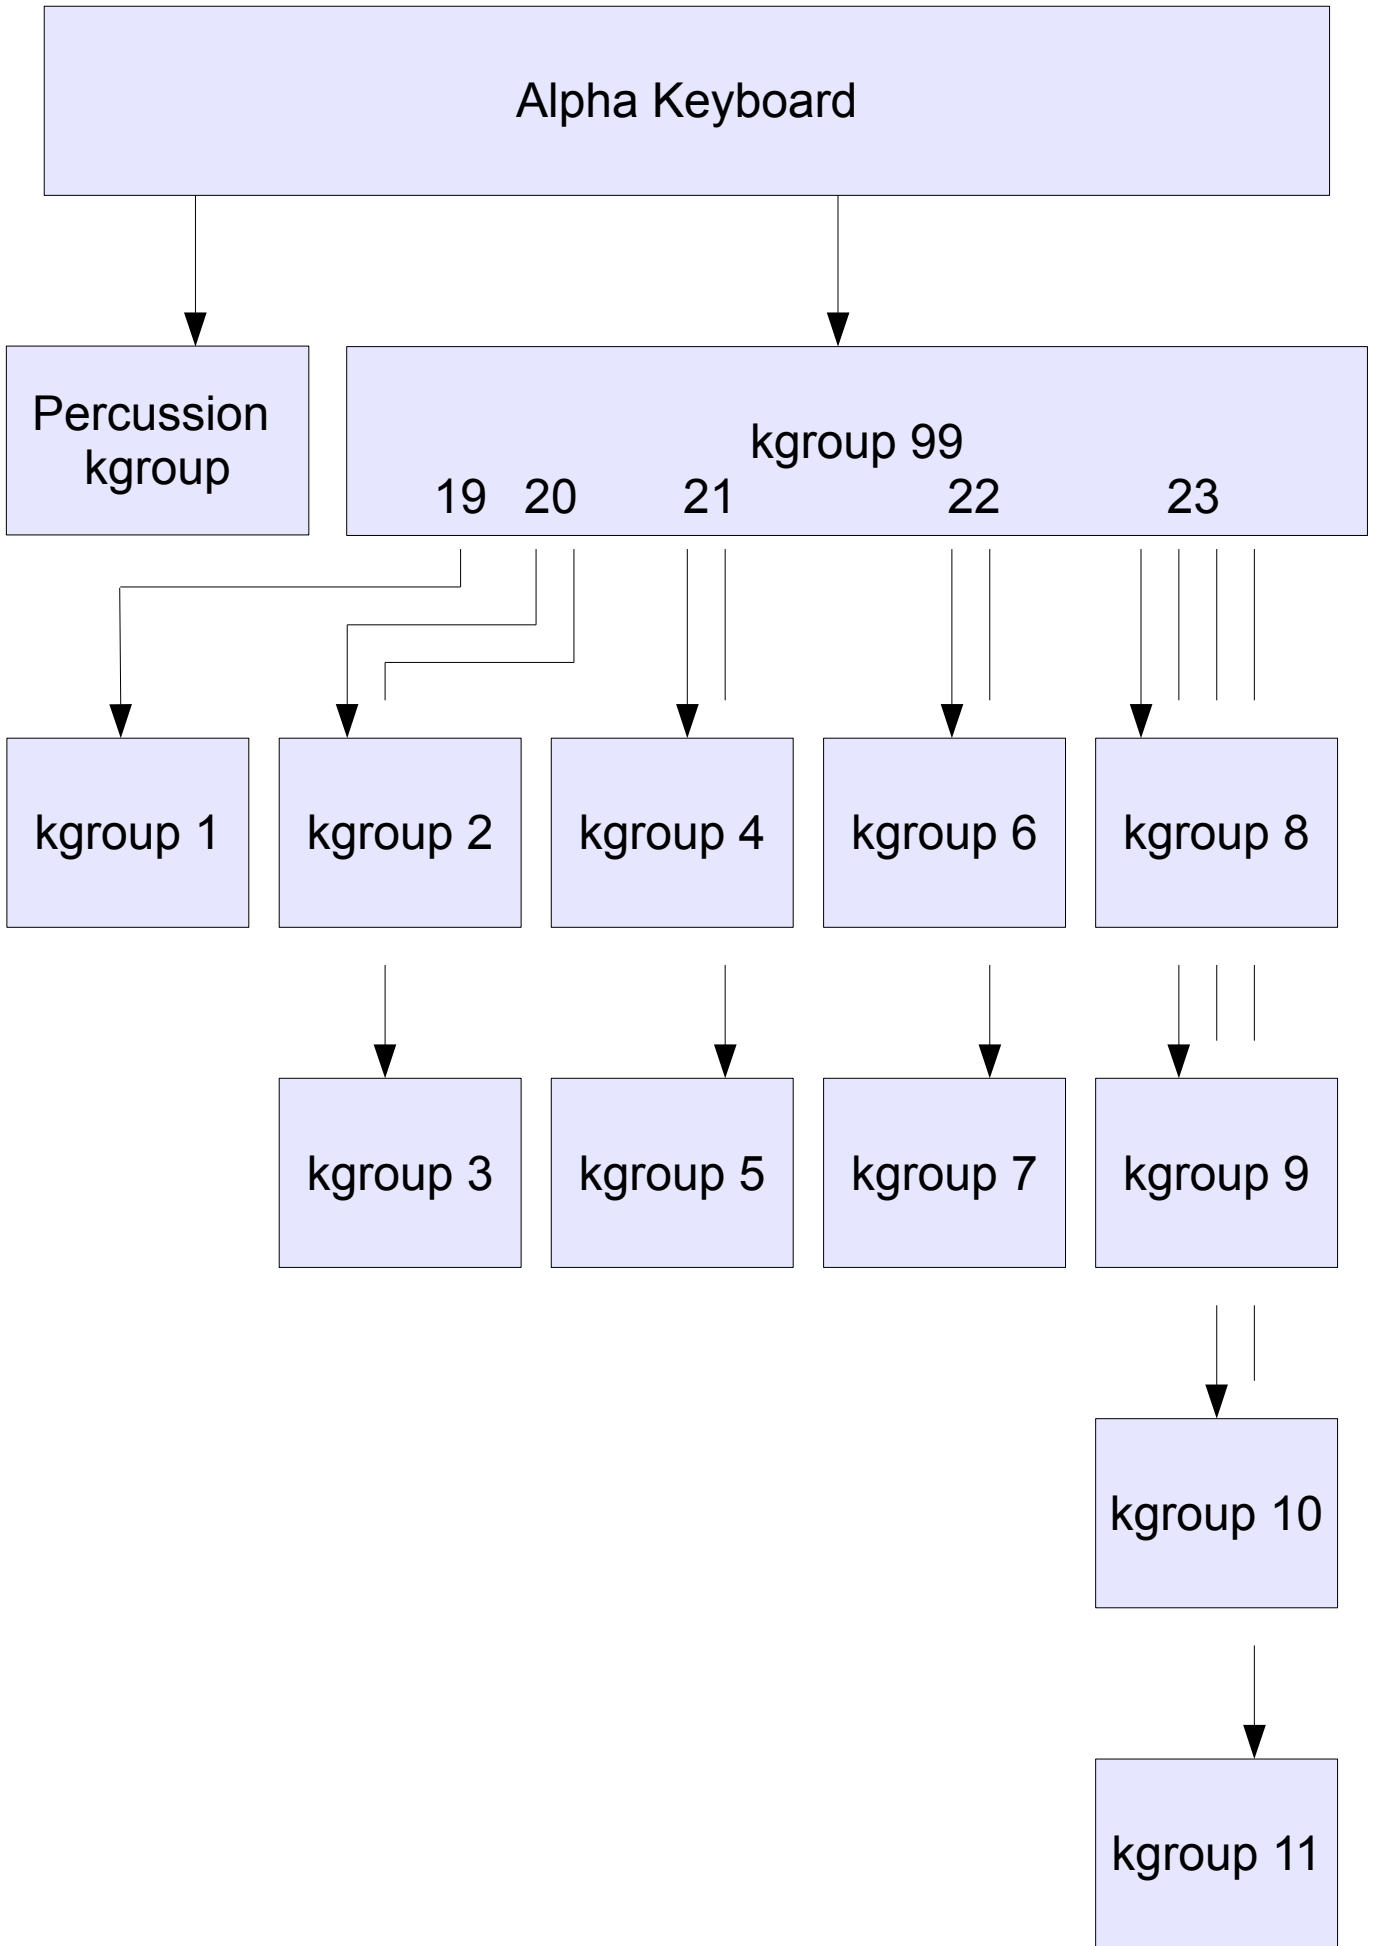 Alpha Keyboard
Percussion
kgroup
kgroup 99
19 20 21 22 23
kgroup 1
kgroup 2
kgroup 4
kgroup 6
kgroup 8
kgroup 3
kgroup 5
kgroup 7
kgroup 9
kgroup 10
kgroup 11